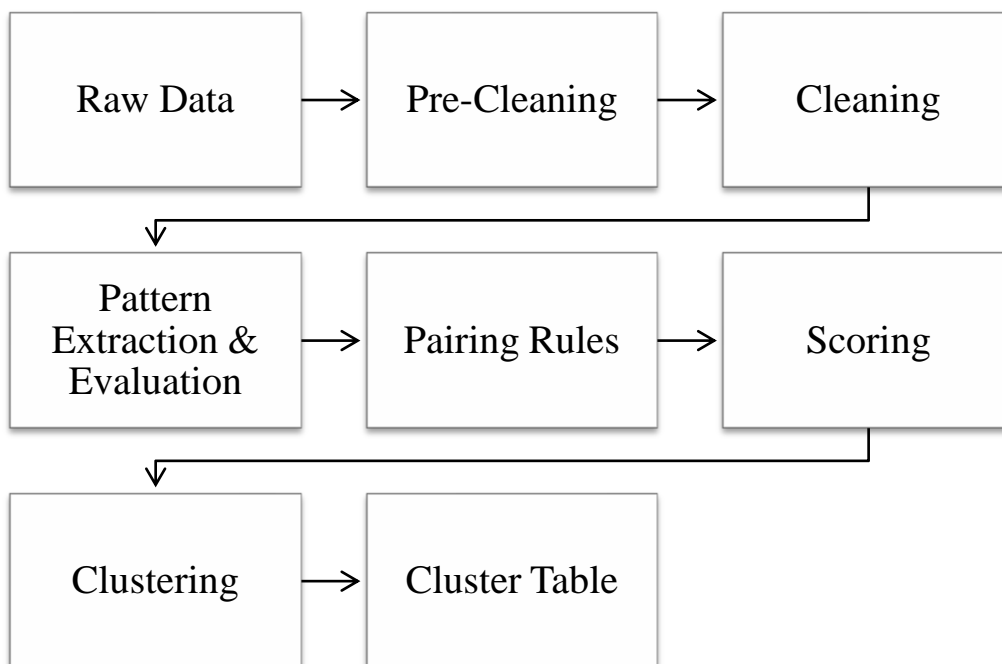 Raw Data
Pre-Cleaning
Cleaning
Pattern
Extraction &
Evaluation
Pairing Rules
Scoring
Clustering
Cluster Table